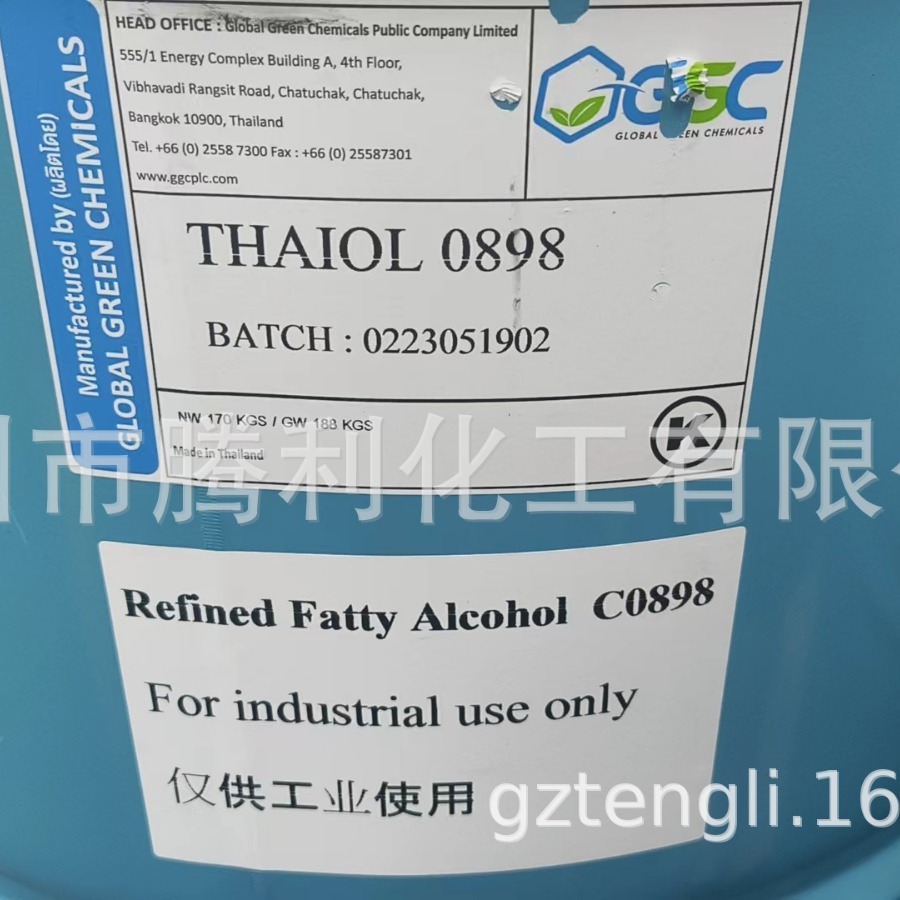 Manufactured by (ผลิตโดย)
GLOBAL GREEN CHEMICALS
HEAD OFFICE : Global Green Chemicals Public Company Limited
555/1 Energy Complex Building A, 4th Floor,
Vibhavadi Rangsit Road, Chatuchak, Chatuchak,
Bangkok 10900, Thailand
Tel. +66 (0) 2558 7300 Fax : +66 (0) 25587301
www.ggcplc.com
GGC
GLOBAL GREEN CHEMICALS
THAIOL 0898
BATCH : 0223051902
NW 170 KGS / GW 188 KGS
Made in Thailand
K
市腾利化工有限
Refined Fatty Alcohol C0898
For industrial use only
仅供工业使用
gztengli.16